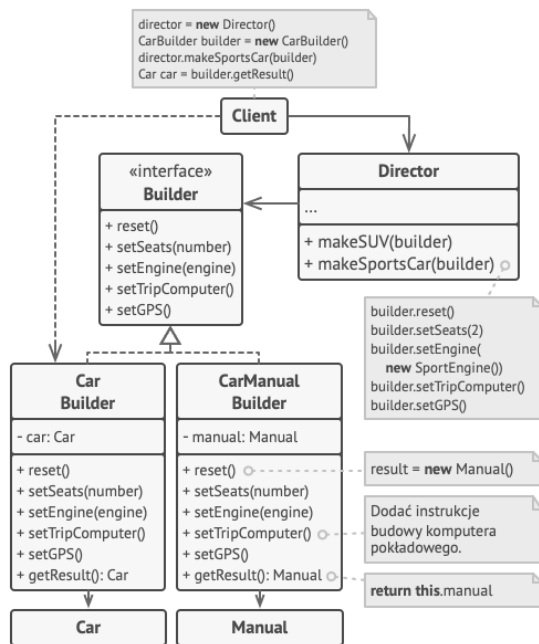 director = new Director()
CarBuilder builder = new CarBuilder()
director.makeSportsCar(builder)
Car car = builder.getResult()
Client
«interface»
Builder
+ reset()
+ setSeats(number)
+ setEngine(engine)
+ setTripComputer()
+ setGPS()
Director
...
+ makeSUV(builder)
+ makeSportsCar(builder)
builder.reset()
builder.setSeats(2)
builder.setEngine(
new SportEngine())
builder.setTripComputer()
builder.setGPS()
Car
Builder
- car: Car
+ reset()
+ setSeats(number)
+ setEngine(engine)
+ setTripComputer()
+ setGPS()
+ getResult(): Car
CarManual
Builder
- manual: Manual
+ reset()
+ setSeats(number)
+ setEngine(engine)
+ setTripComputer()
+ setGPS()
+ getResult(): Manual
result = new Manual()
Dodać instrukcje
budowy komputera
pokładowego.
return this.manual
Car
Manual